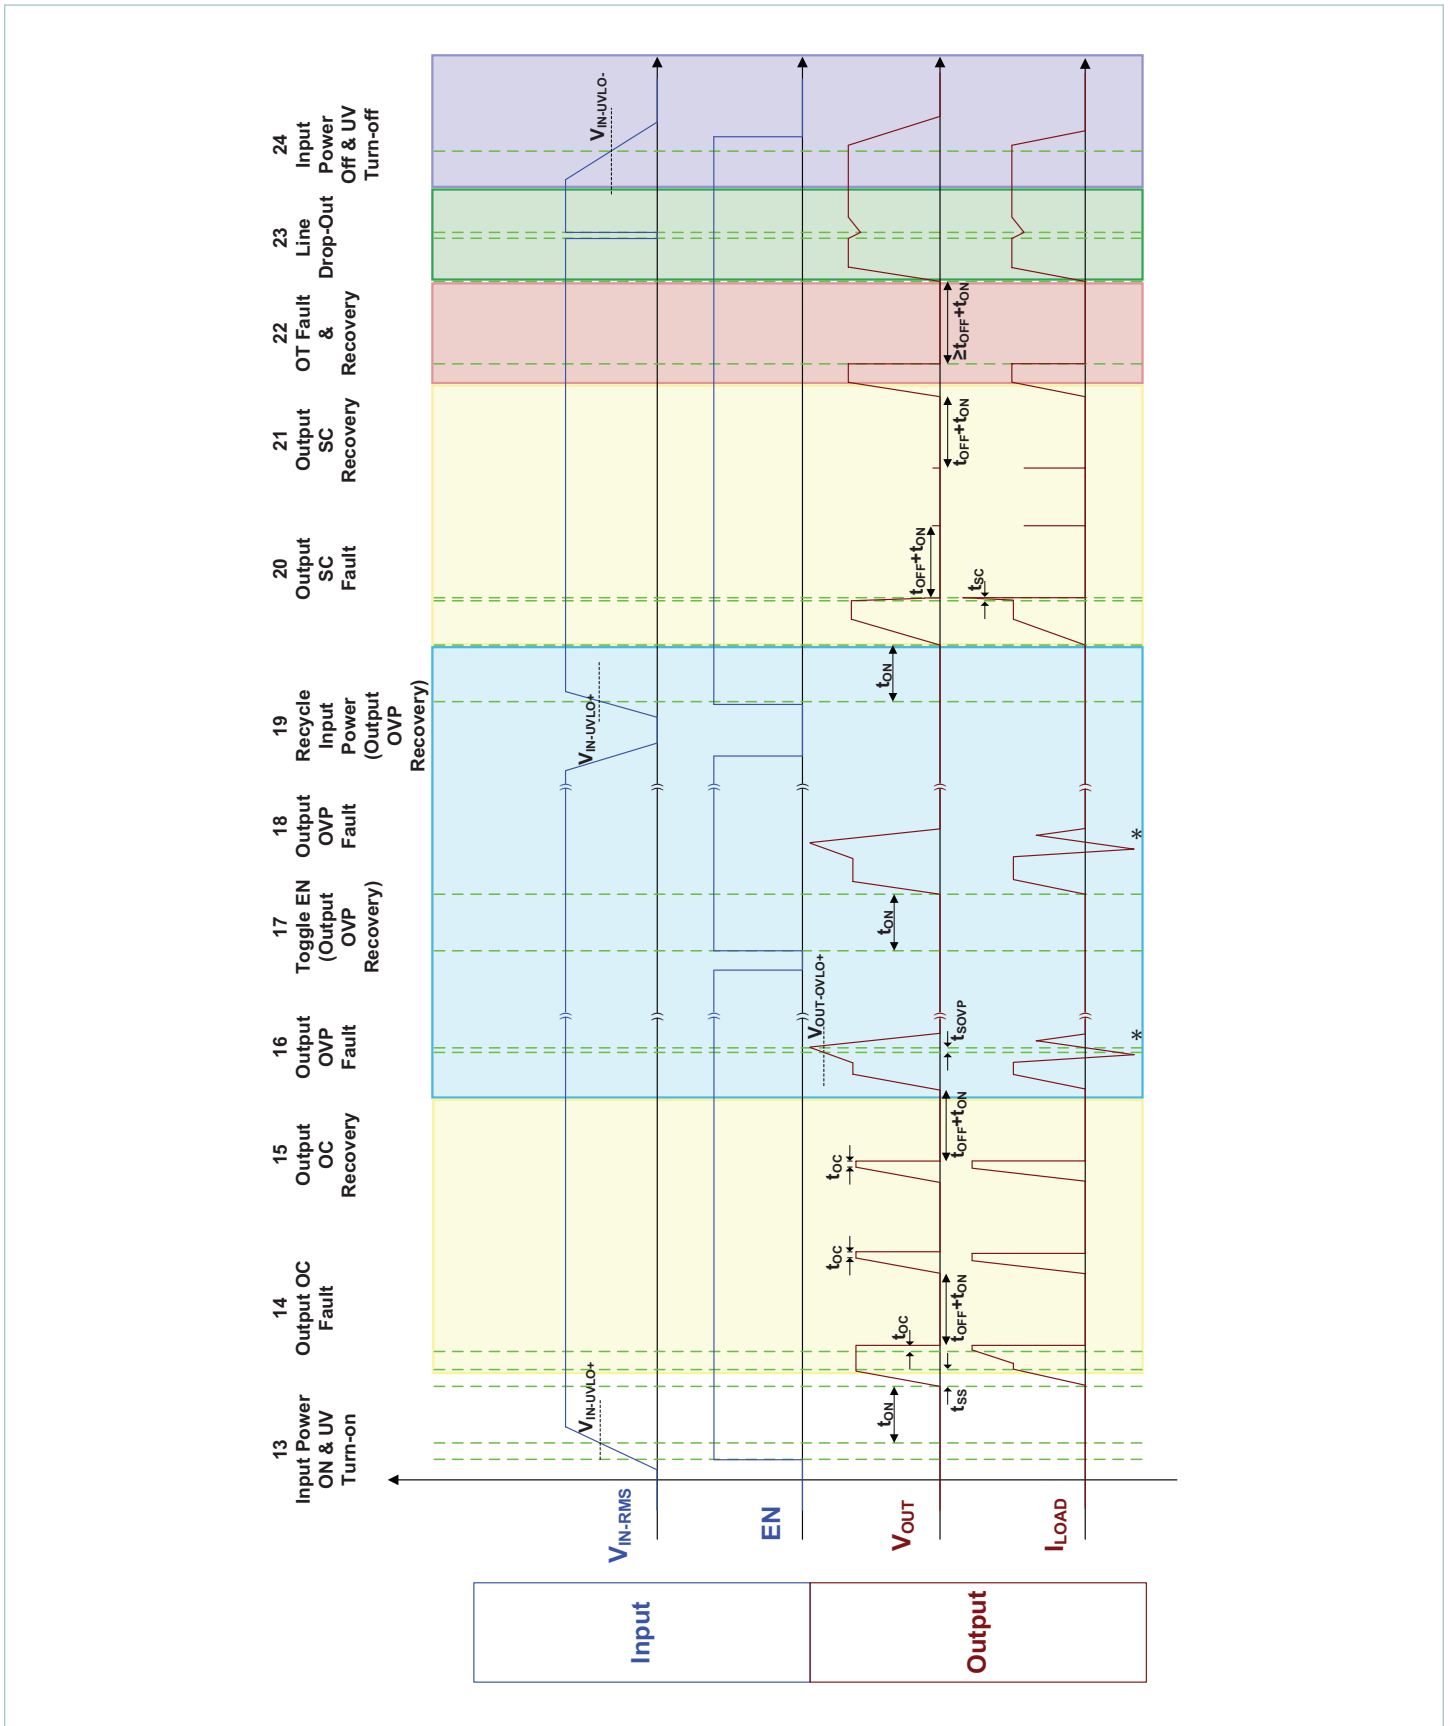 13
Input Power
ON & UV
Turn-on
14
Output OC
Fault
15
Output
OC
Recovery
16
Output
OVP
Fault
17
Toggle EN
(Output
OVP
Recovery)
18
Output
OVP
Fault
19
Recycle
Input
Power
(Output
OVP
Recovery)
20
Output
SC
Fault
21
Output
SC
Recovery
22
OT Fault
&
Recovery
23
Line
Drop-Out
24
Input
Power
Off & UV
Turn-off
Input
VIN-RMS
VIN-UVLO+
VIN-UVLO+
VIN-UVLO-
EN
Output
VOUT
tON
tSS
tOC
tOFF+tON
tOC
tOC
tOFF+tON
VOUT-OVLO+
tSOVP
tON
tON
tOFF+tON
tOFF+tON
≥tOFF+tON
ILOAD
*
*
tSC